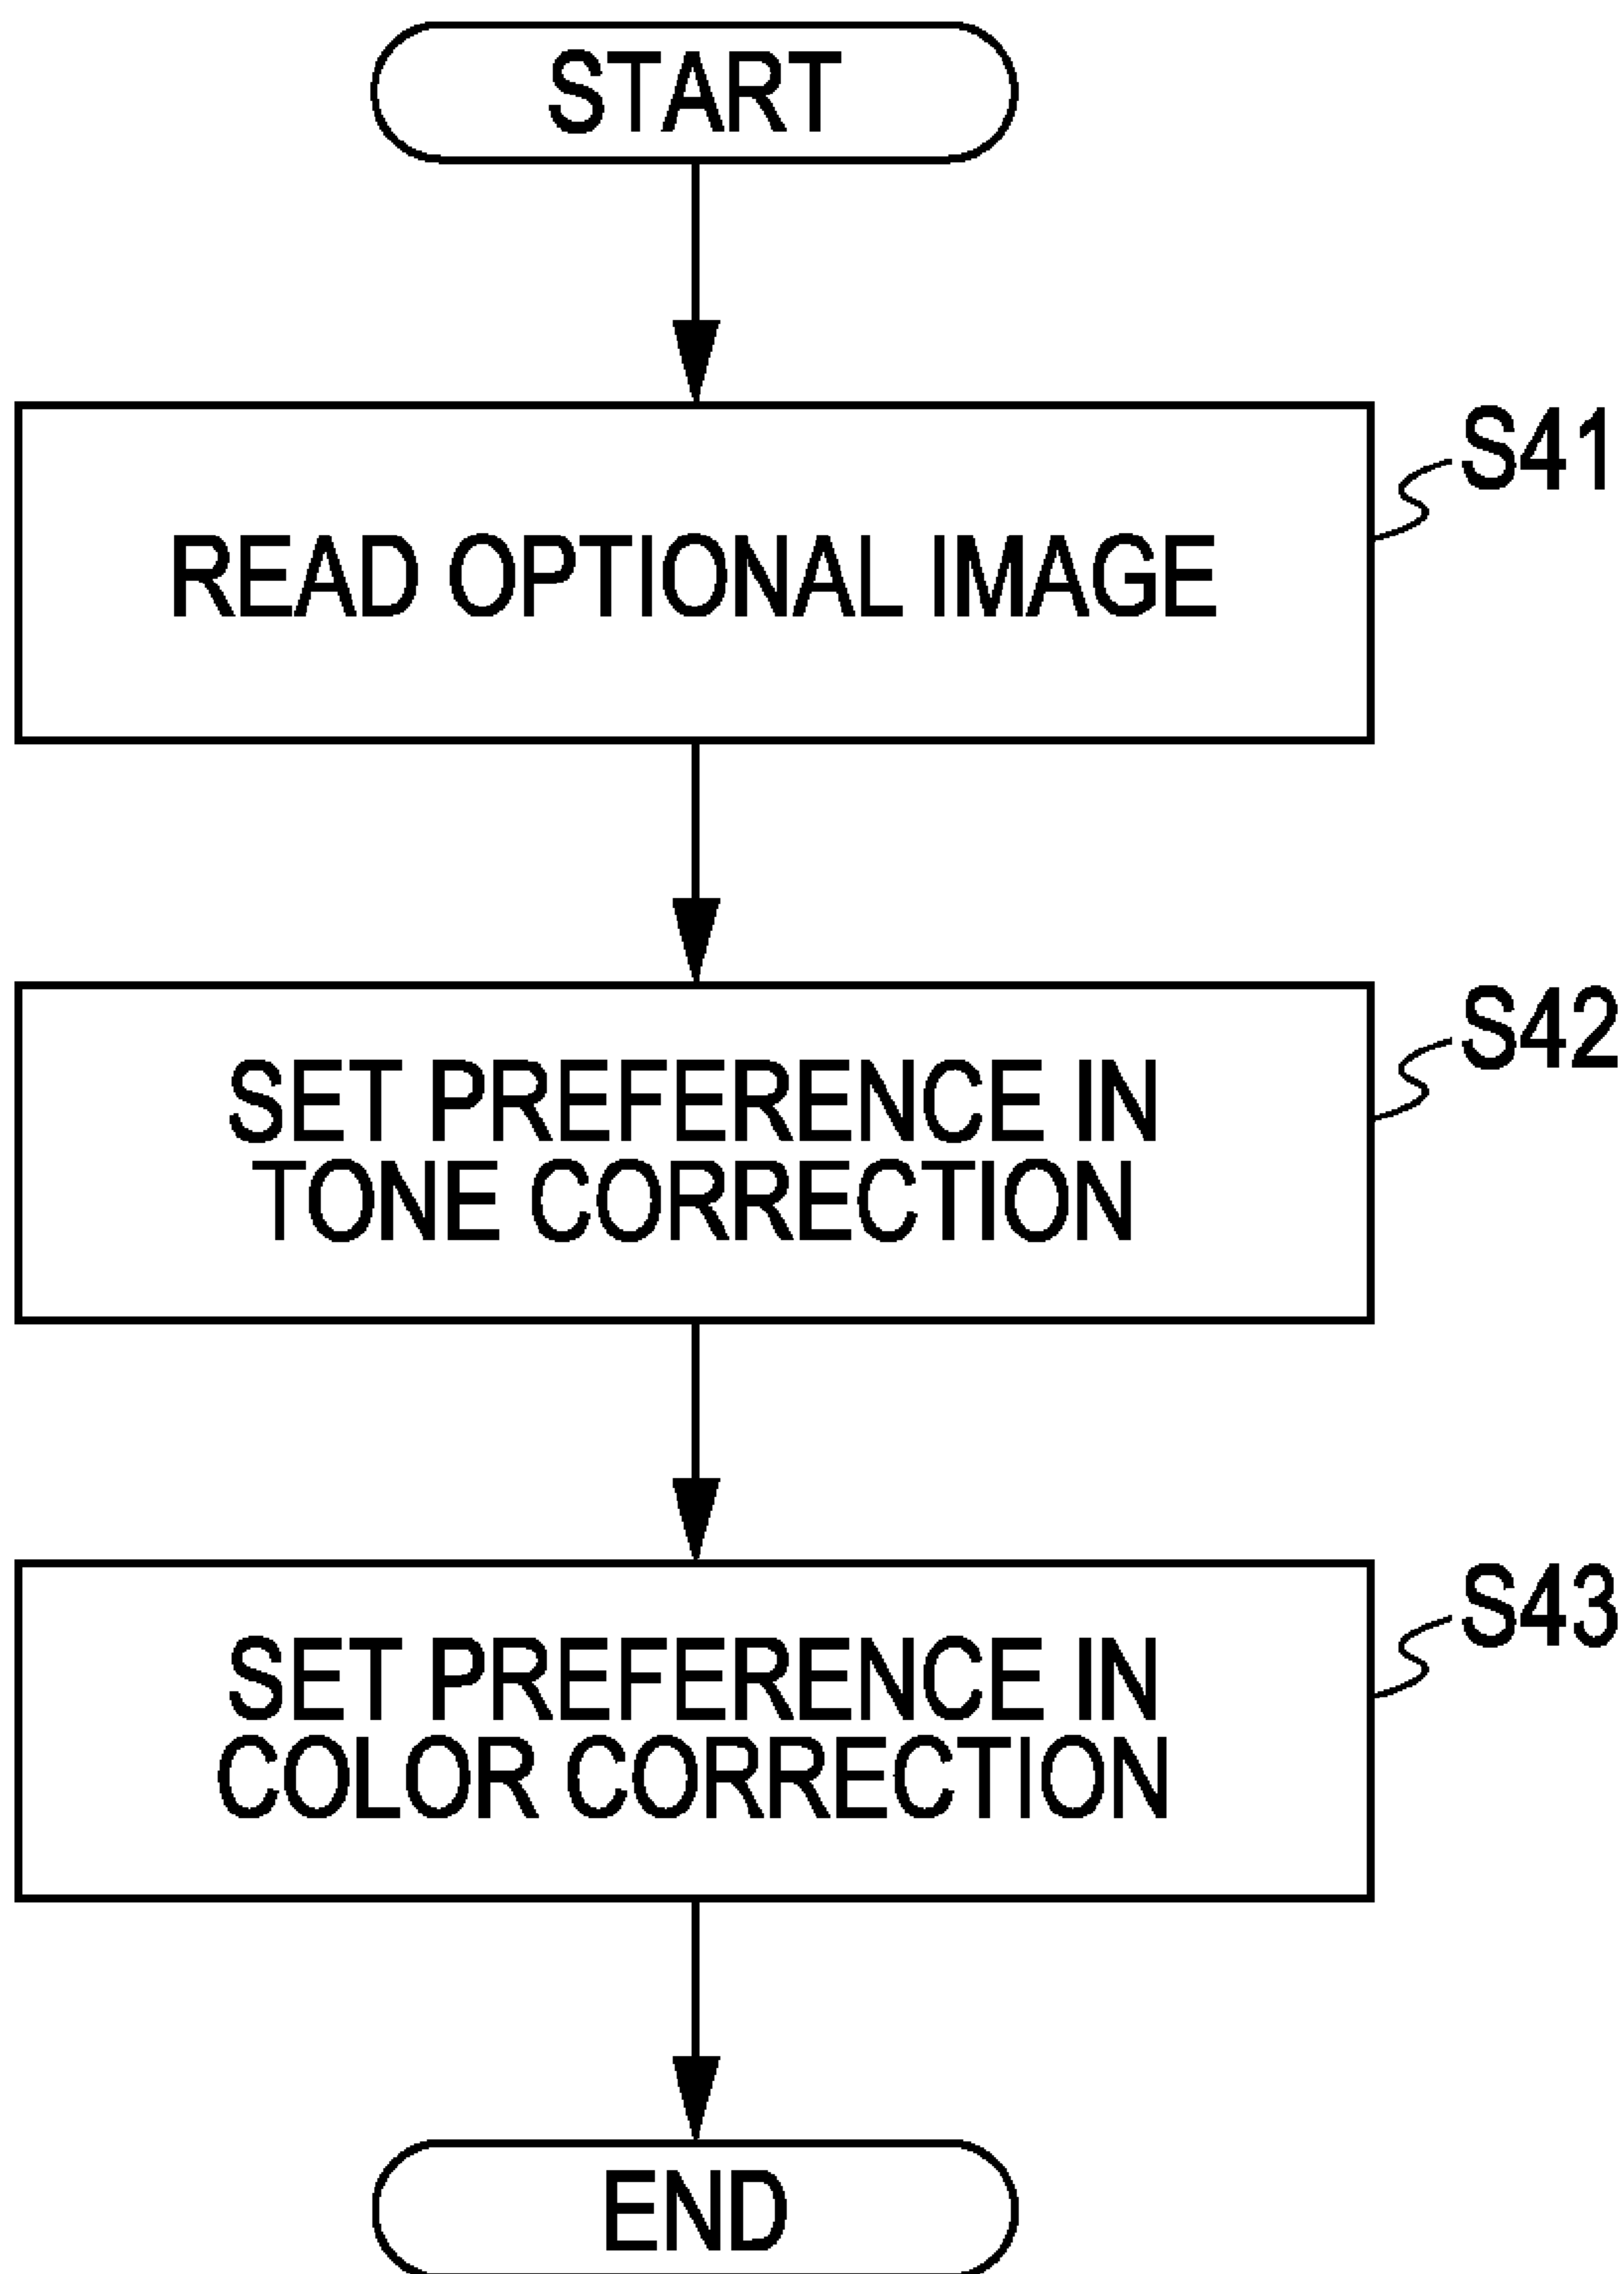 START
S41
READ OPTIONAL IMAGE
S42
SET PREFERENCE IN
TONE CORRECTION
S43
SET PREFERENCE IN
COLOR CORRECTION
END